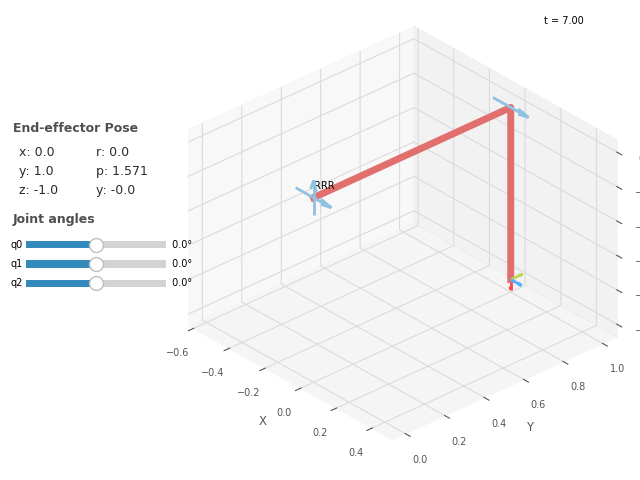 t = 7.00
End-effector Pose
x: 0.0 r: 0.0
y: 1.0 p: 1.571
z: -1.0 y: -0.0
Joint angles
q0 0.0°
q1 0.0°
q2 0.0°
RRR
-0.6
-0.4
-0.2
0.0
0.2
0.4
X
0.0
0.2
0.4
0.6
0.8
1.0
Y